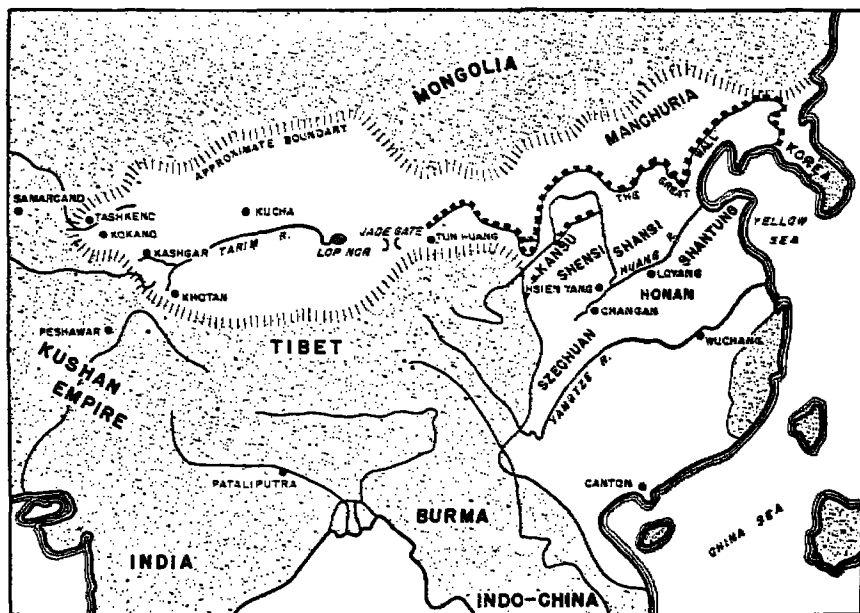 MONGOLIA
MANCHURIA
APPROXIMATE BOUNDARY
THE GREAT WALL
KOREA
SAMARCAND
TASHKEND
KOKAND
KUCHA
KASHGAR
TARIM R.
LOP NOR
JADE GATE
TUN HUANG
KANSU
SHENSI
SHANSI
HUANG R.
SHANTUNG
YELLOW
SEA
KHOTAN
HSIEN YANG
LOYANG
HONAN
CHANGAN
PESHAWAR
TIBET
KUSHAN
EMPIRE
SZECHUAN
YANGTZE R.
WUCHANG
PATALIPUTRA
CANTON
BURMA
CHINA SEA
INDIA
INDO-CHINA